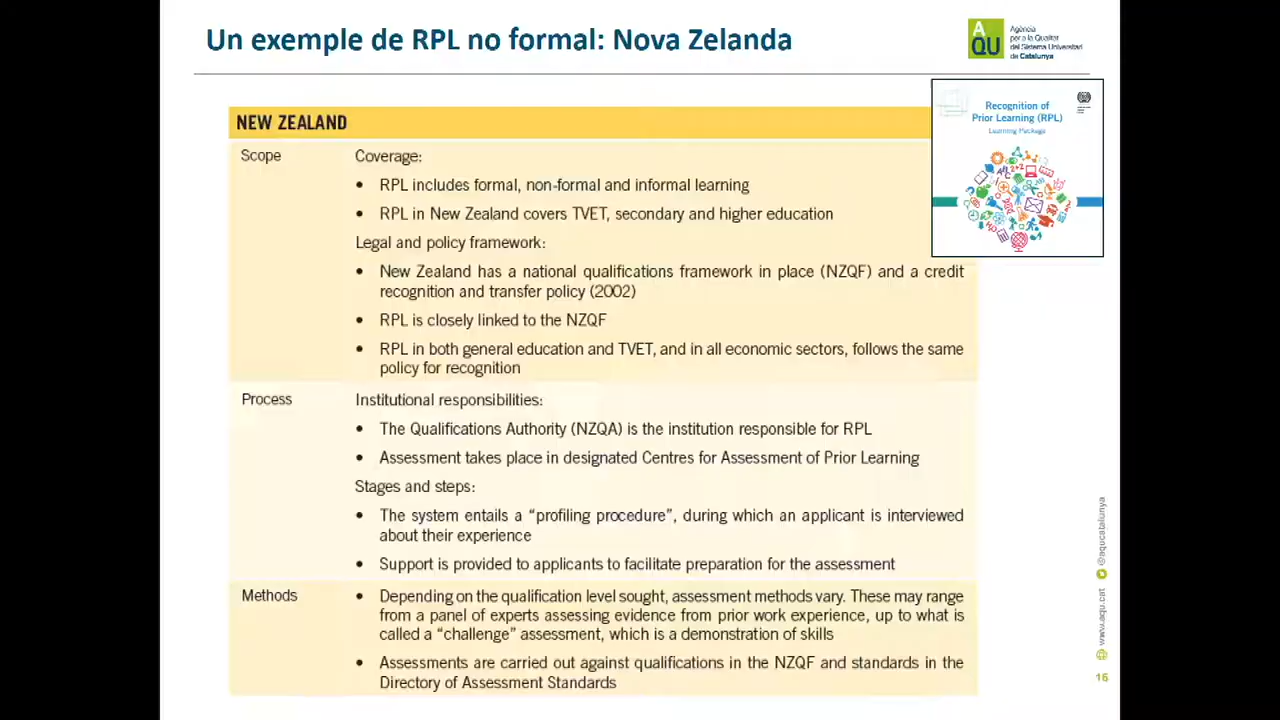 Un exemple de RPL no formal: Nova Zelanda
AQU
Agència
per a la Qualitat
del Sistema Universitari
de Catalunya
Recognition of
Prior Learning (RPL)
Learning Package
NEW ZEALAND
Scope
Coverage:
• RPL includes formal, non-formal and informal learning
• RPL in New Zealand covers TVET, secondary and higher education
Legal and policy framework:
• New Zealand has a national qualifications framework in place (NZQF) and a credit
recognition and transfer policy (2002)
• RPL is closely linked to the NZQF
• RPL in both general education and TVET, and in all economic sectors, follows the same
policy for recognition
Process
Institutional responsibilities:
• The Qualifications Authority (NZQA) is the institution responsible for RPL
• Assessment takes place in designated Centres for Assessment of Prior Learning
Stages and steps:
• The system entails a “profiling procedure”, during which an applicant is interviewed
about their experience
• Support is provided to applicants to facilitate preparation for the assessment
Methods
• Depending on the qualification level sought, assessment methods vary. These may range
from a panel of experts assessing evidence from prior work experience, up to what is
called a “challenge” assessment, which is a demonstration of skills
• Assessments are carried out against qualifications in the NZQF and standards in the
Directory of Assessment Standards
www.aqu.cat @aqucatalunya
16